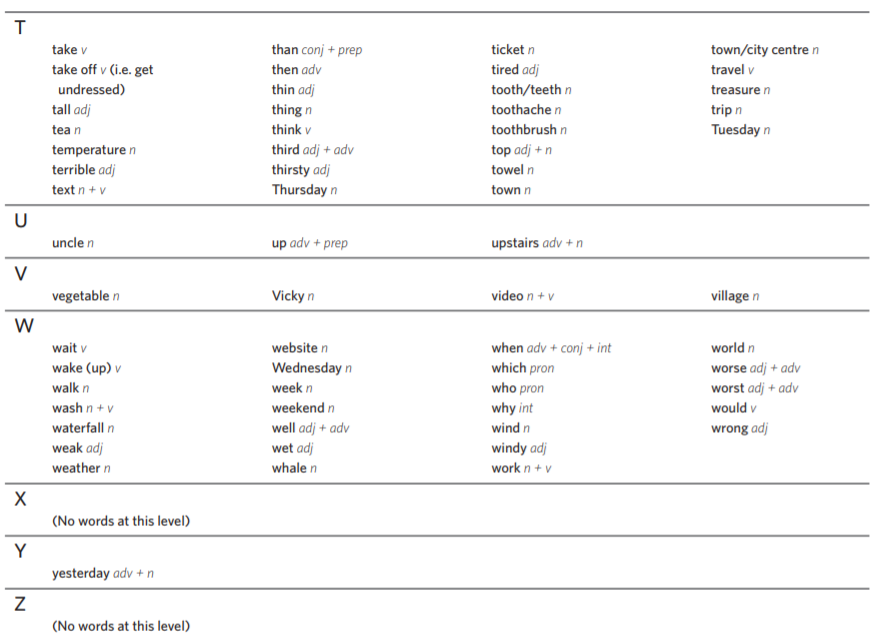 T
take v
take off v (i.e. get
undressed)
tall adj
tea n
temperature n
terrible adj
text n + v
than conj + prep
then adv
thin adj
thing n
think v
third adj + adv
thirsty adj
Thursday n
ticket n
tired adj
tooth/teeth n
toothache n
toothbrush n
top adj + n
towel n
town n
town/city centre n
travel v
treasure n
trip n
Tuesday n
U
uncle n
up adv + prep
upstairs adv + n
V
vegetable n
Vicky n
video n + v
village n
W
wait v
wake (up) v
walk n
wash n + v
waterfall n
weak adj
weather n
website n
Wednesday n
week n
weekend n
well adj + adv
wet adj
whale n
when adv + conj + int
which pron
who pron
why int
wind n
windy adj
work n + v
world n
worse adj + adv
worst adj + adv
would v
wrong adj
X
(No words at this level)
Y
yesterday adv + n
Z
(No words at this level)